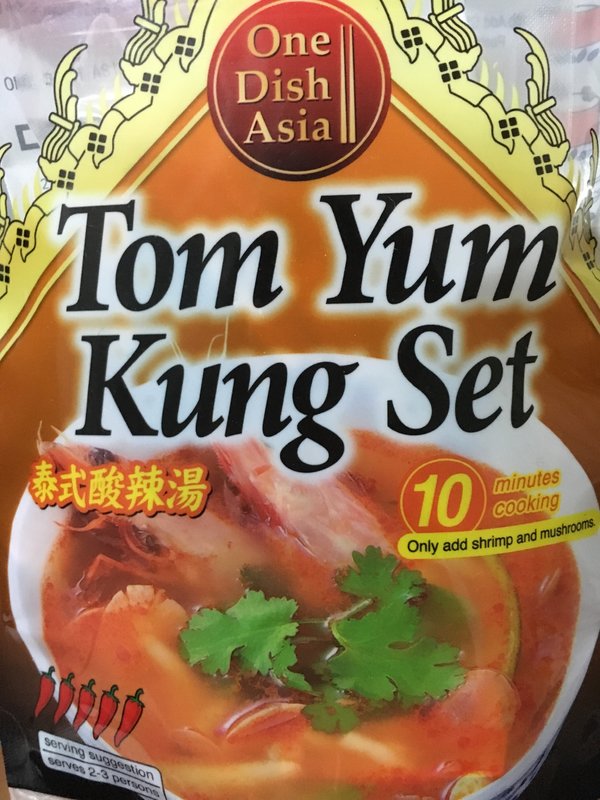 One
Dish
Asia
Tom Yum
Kung Set
泰式酸辣湯
10 minutes
cooking
Only add shrimp and mushrooms.
serving suggestion
serves 2-3 persons